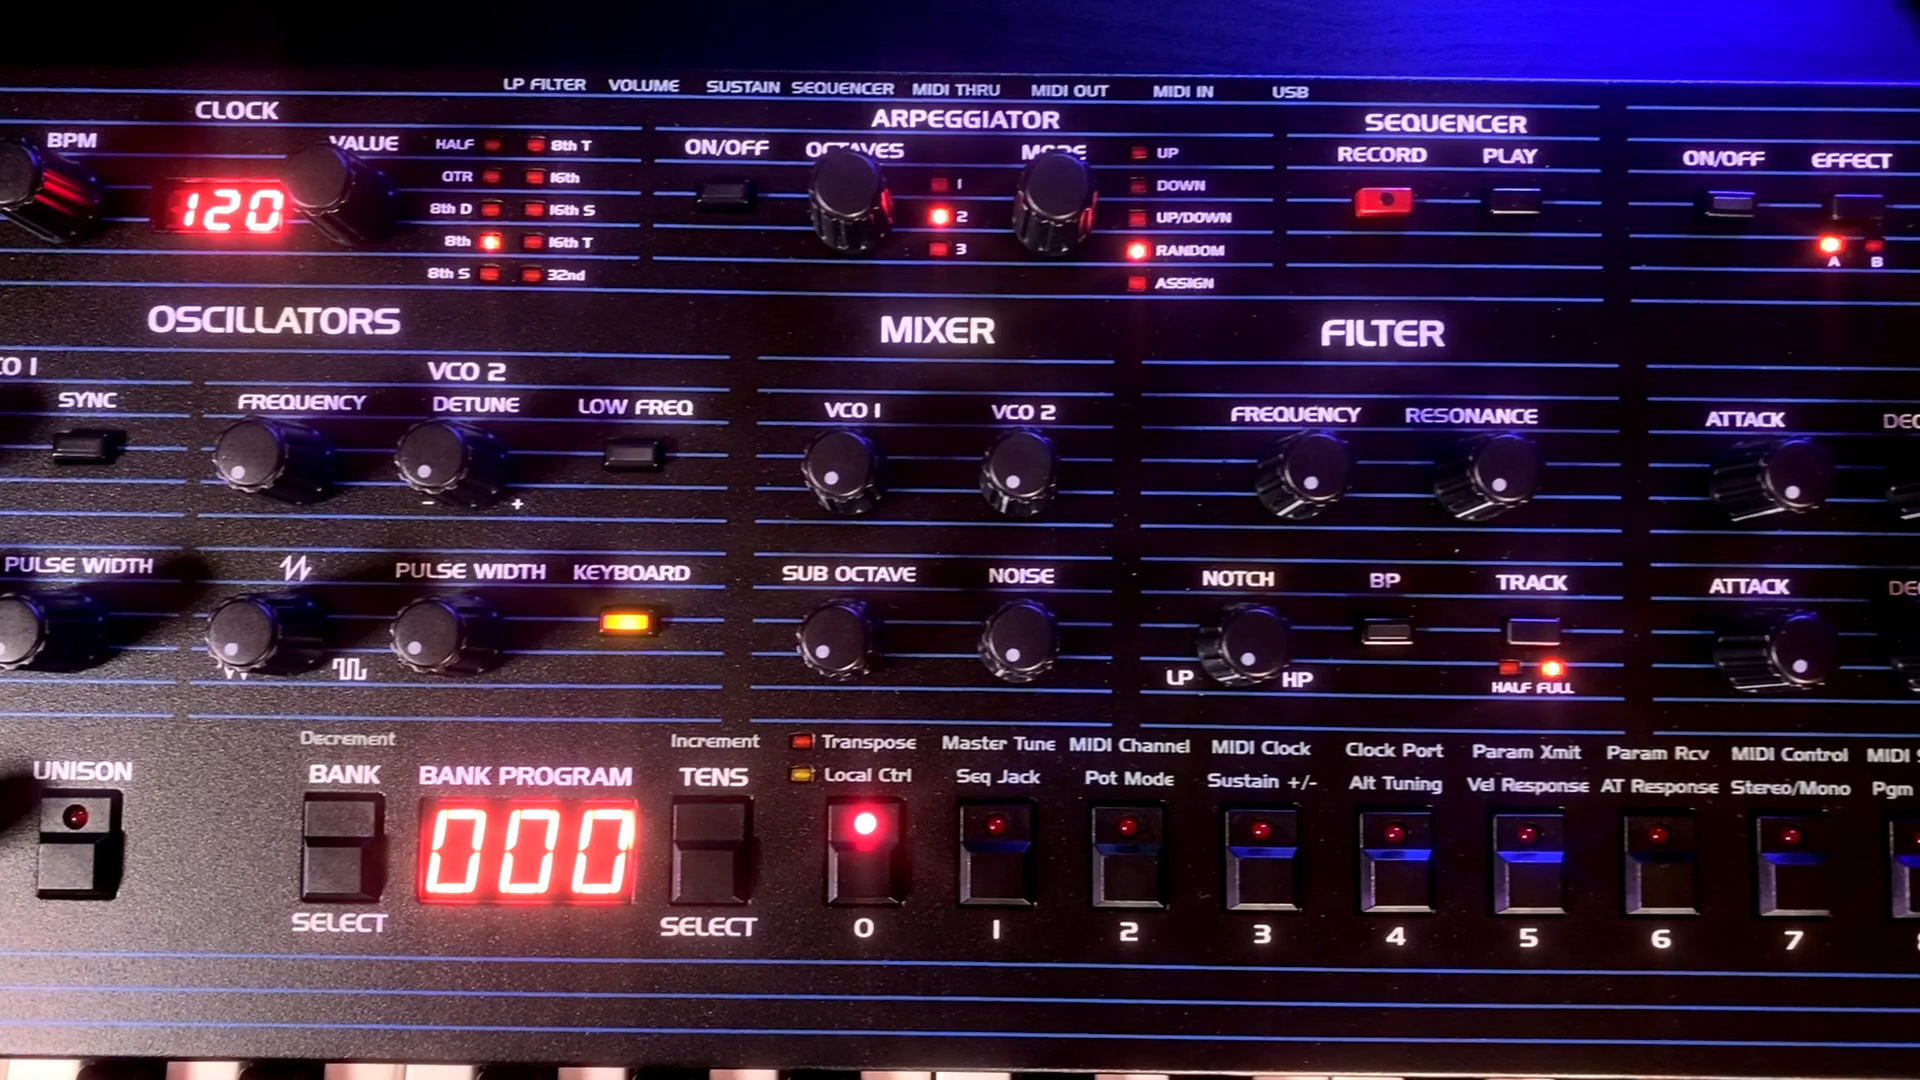 LP FILTER VOLUME SUSTAIN SEQUENCER MIDI THRU MIDI OUT MIDI IN USB
CLOCK
BPM
VALUE
120
HALF 8th T
QTR 16th
8th D 16th S
8th 16th T
8th S 32nd
ARPEGGIATOR
ON/OFF OCTAVES MODE
1
2
3
UP
DOWN
UP/DOWN
RANDOM
ASSIGN
SEQUENCER
RECORD PLAY
ON/OFF EFFECT
A B
OSCILLATORS
1
SYNC
VCO 2
FREQUENCY DETUNE LOW FREQ
- +
PULSE WIDTH
PULSE WIDTH KEYBOARD
MIXER
VCO 1 VCO 2
SUB OCTAVE NOISE
FILTER
FREQUENCY RESONANCE
NOTCH BP TRACK
LP HP
HALF FULL
ATTACK
ATTACK
UNISON
Decrement
BANK
SELECT
BANK PROGRAM
000
Increment
TENS
SELECT
Transpose Master Tune MIDI Channel MIDI Clock Clock Port Param Xmit Param Rcv MIDI Control MIDI
Local Ctrl Seq Jack Pot Mode Sustain +/- Alt Tuning Vel Response AT Response Stereo/Mono Pgm
0 1 2 3 4 5 6 7